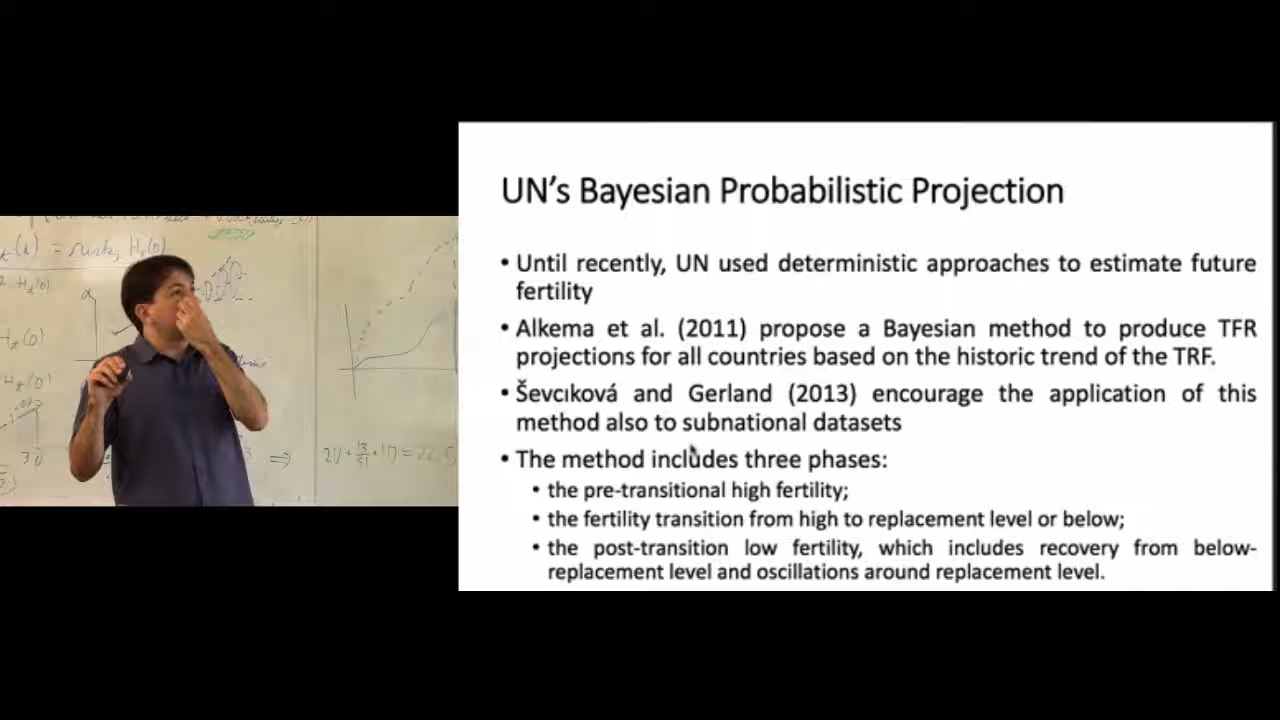 UN's Bayesian Probabilistic Projection
• Until recently, UN used deterministic approaches to estimate future
fertility
• Alkema et al. (2011) propose a Bayesian method to produce TFR
projections for all countries based on the historic trend of the TRF.
• Ševcıková and Gerland (2013) encourage the application of this
method also to subnational datasets
• The method includes three phases:
• the pre-transitional high fertility;
• the fertility transition from high to replacement level or below;
• the post-transition low fertility, which includes recovery from below-
replacement level and oscillations around replacement level.